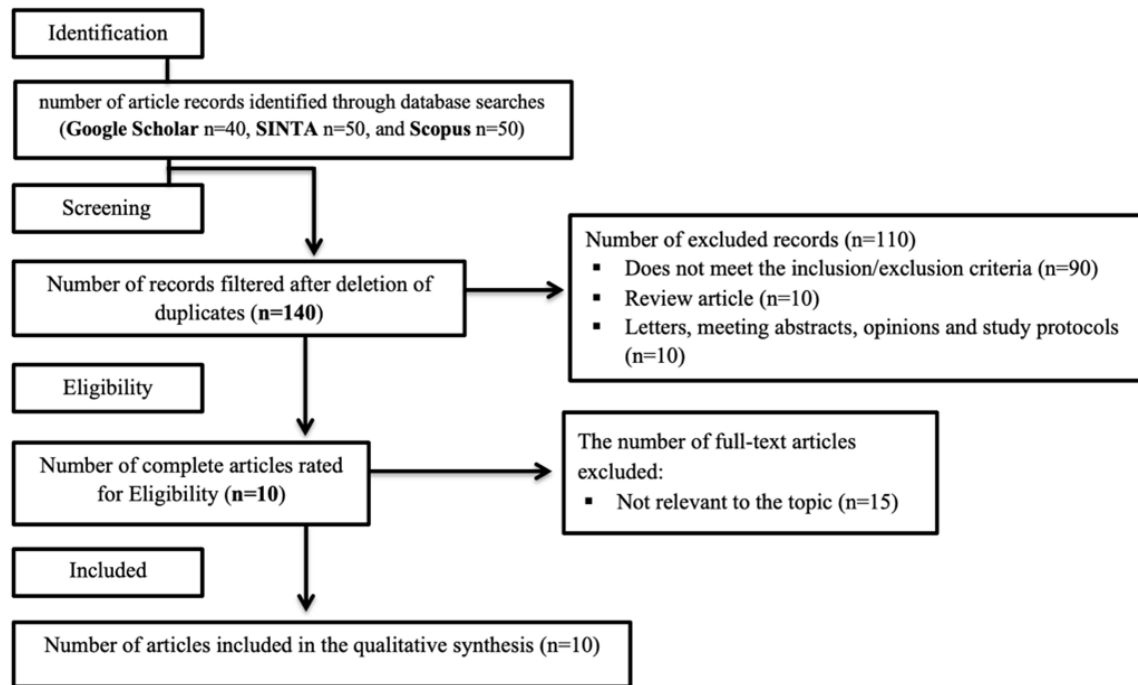 Identification
number of article records identified through database searches
(Google Scholar n=40, SINTA n=50, and Scopus n=50)
Screening
Number of records filtered after deletion of
duplicates (n=140)
Number of excluded records (n=110)
▪ Does not meet the inclusion/exclusion criteria (n=90)
▪ Review article (n=10)
▪ Letters, meeting abstracts, opinions and study protocols
(n=10)
Eligibility
Number of complete articles rated
for Eligibility (n=10)
The number of full-text articles
excluded:
▪ Not relevant to the topic (n=15)
Included
Number of articles included in the qualitative synthesis (n=10)